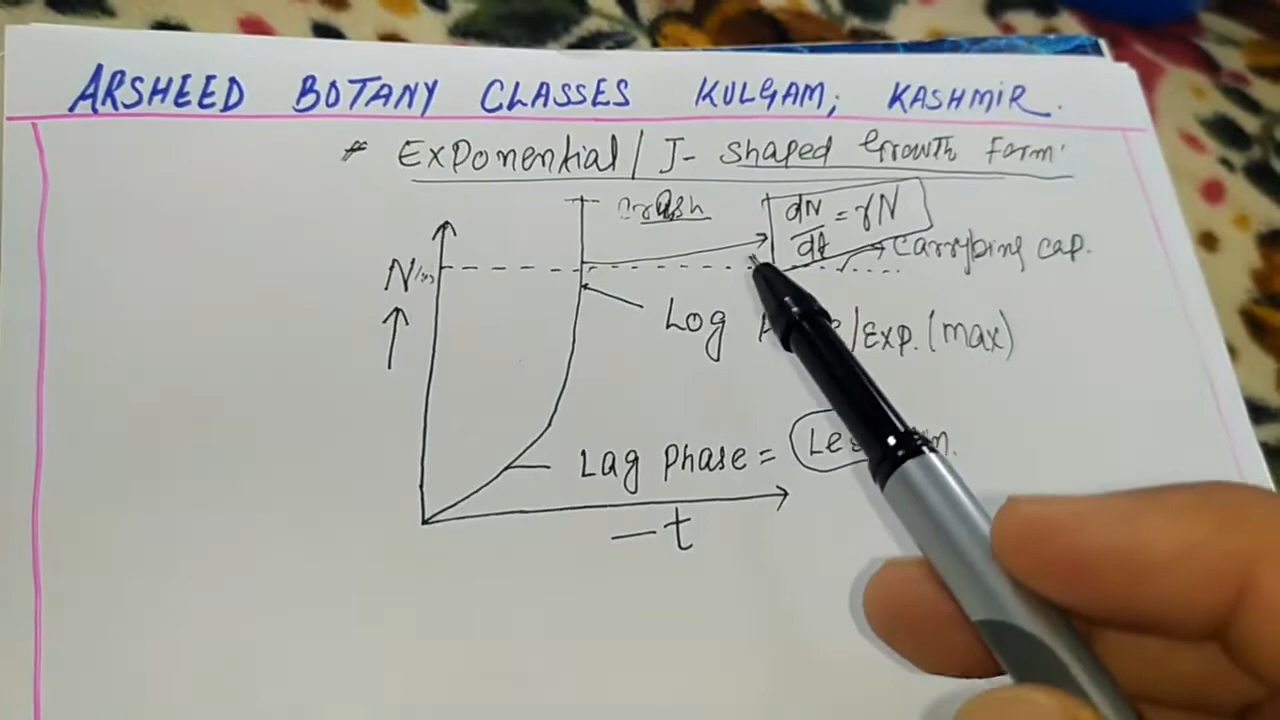 ARSHEED BOTANY CLASSES KULGAM; KASHMIR.
* Exponential/J- shaped Growth Form
Crash
dN/dt = rN
Carrybing cap.
N
Log /Exp. (max)
Lag phase =
t